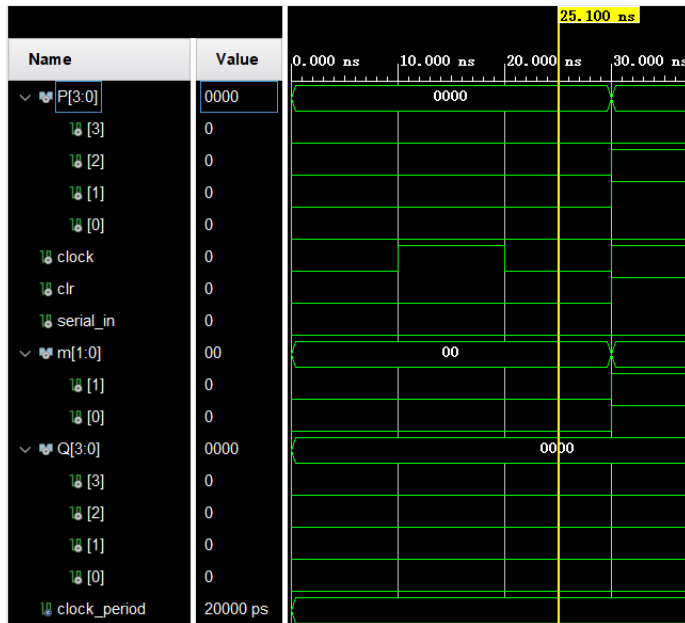 25.100 ns
Name Value 0.000 ns 10.000 ns 20.000 ns 30.000
P[3:0] 0000 0000
[3] 0
[2] 0
[1] 0
[0] 0
clock 0
clr 0
serial_in 0
m[1:0] 00 00
[1] 0
[0] 0
Q[3:0] 0000 0000
[3] 0
[2] 0
[1] 0
[0] 0
clock_period 20000 ps